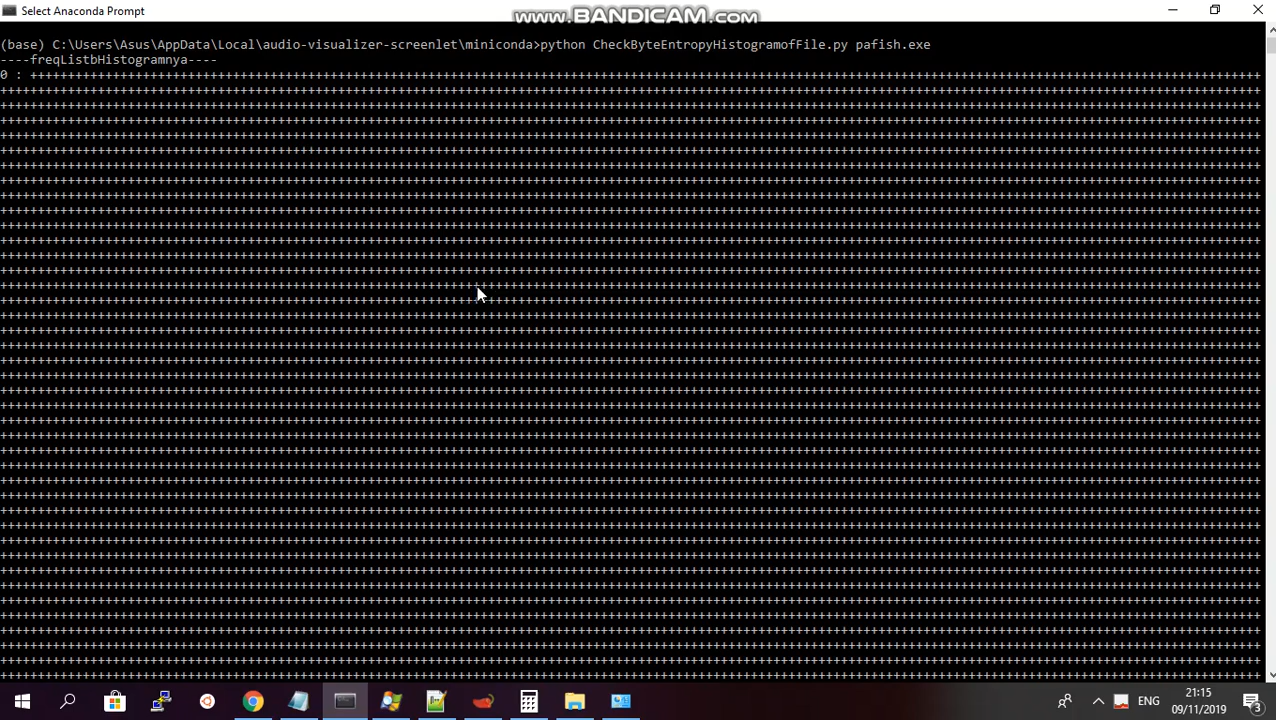 Select Anaconda Prompt
www.BANDICAM.com
(base) C:\Users\Asus\AppData\Local\audio-visualizer-screenlet\miniconda>python CheckByteEntropyHistogramofFile.py pafish.exe
----freqListbHistogramnya----
0 : ++++++++++++++++++++++++++++++++++++++++++++++++++++++++++++++++++++++++++++++++++++++++++++++++++++++++++++++++++++++++++++++++++++++++++++++++++++++++++++++++++++
ENG
21:15
09/11/2019
3